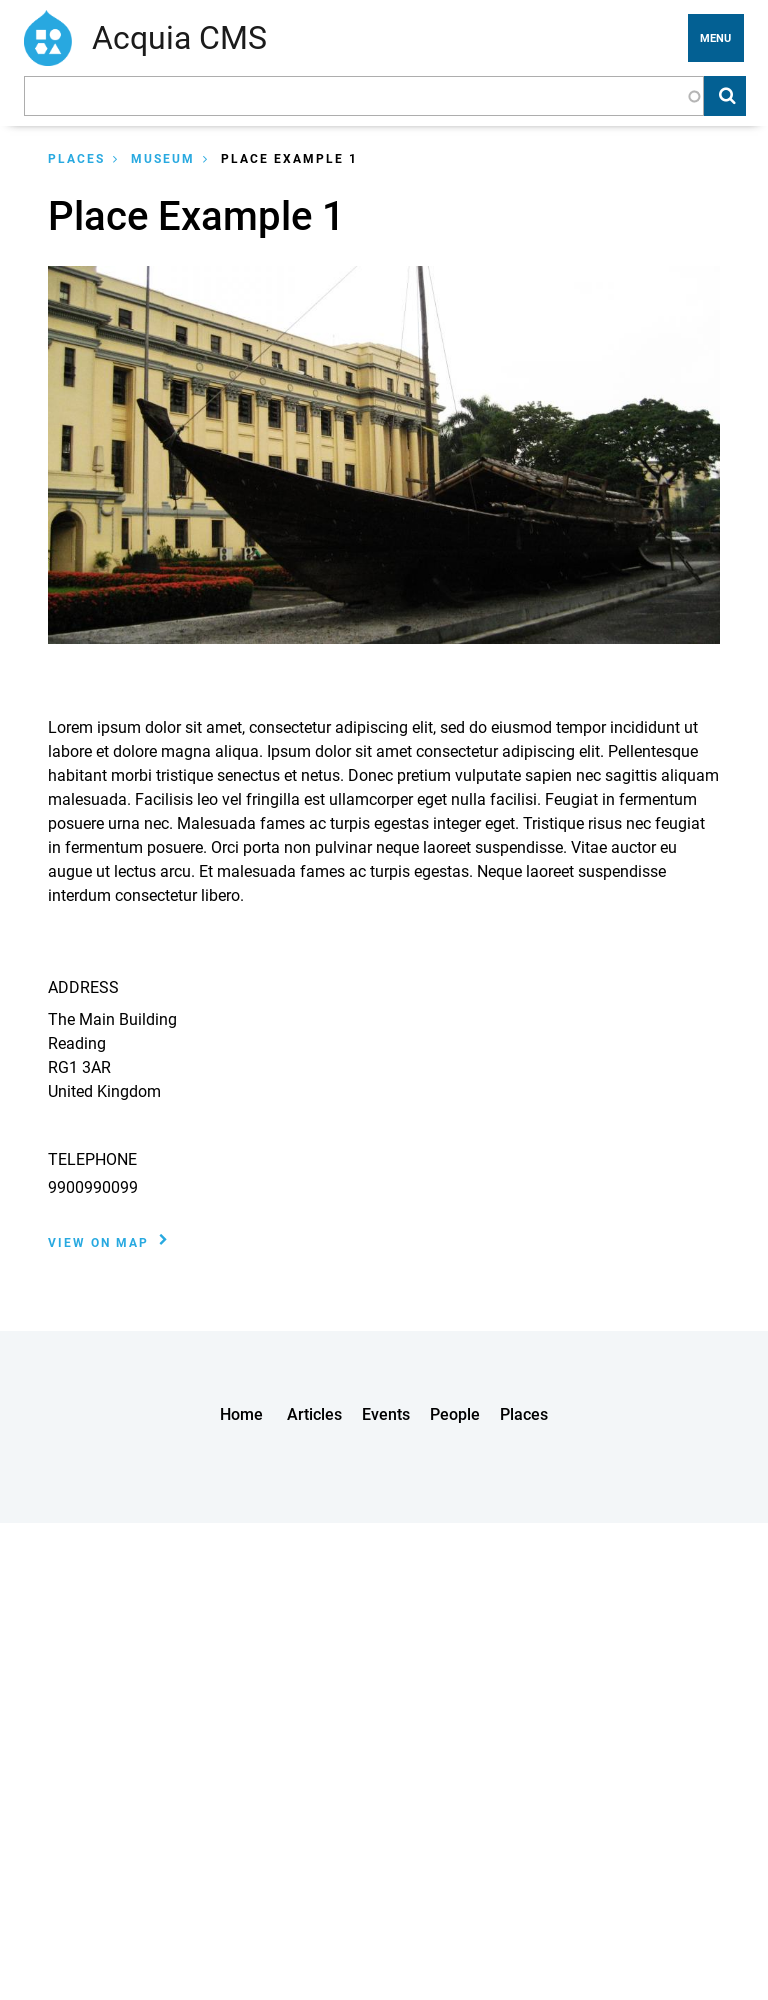 Acquia CMS
MENU
PLACES > MUSEUM > PLACE EXAMPLE 1
Place Example 1
Lorem ipsum dolor sit amet, consectetur adipiscing elit, sed do eiusmod tempor incididunt ut
labore et dolore magna aliqua. Ipsum dolor sit amet consectetur adipiscing elit. Pellentesque
habitant morbi tristique senectus et netus. Donec pretium vulputate sapien nec sagittis aliquam
malesuada. Facilisis leo vel fringilla est ullamcorper eget nulla facilisi. Feugiat in fermentum
posuere urna nec. Malesuada fames ac turpis egestas integer eget. Tristique risus nec feugiat
in fermentum posuere. Orci porta non pulvinar neque laoreet suspendisse. Vitae auctor eu
augue ut lectus arcu. Et malesuada fames ac turpis egestas. Neque laoreet suspendisse
interdum consectetur libero.
ADDRESS
The Main Building
Reading
RG1 3AR
United Kingdom
TELEPHONE
9900990099
VIEW ON MAP >
Home Articles Events People Places